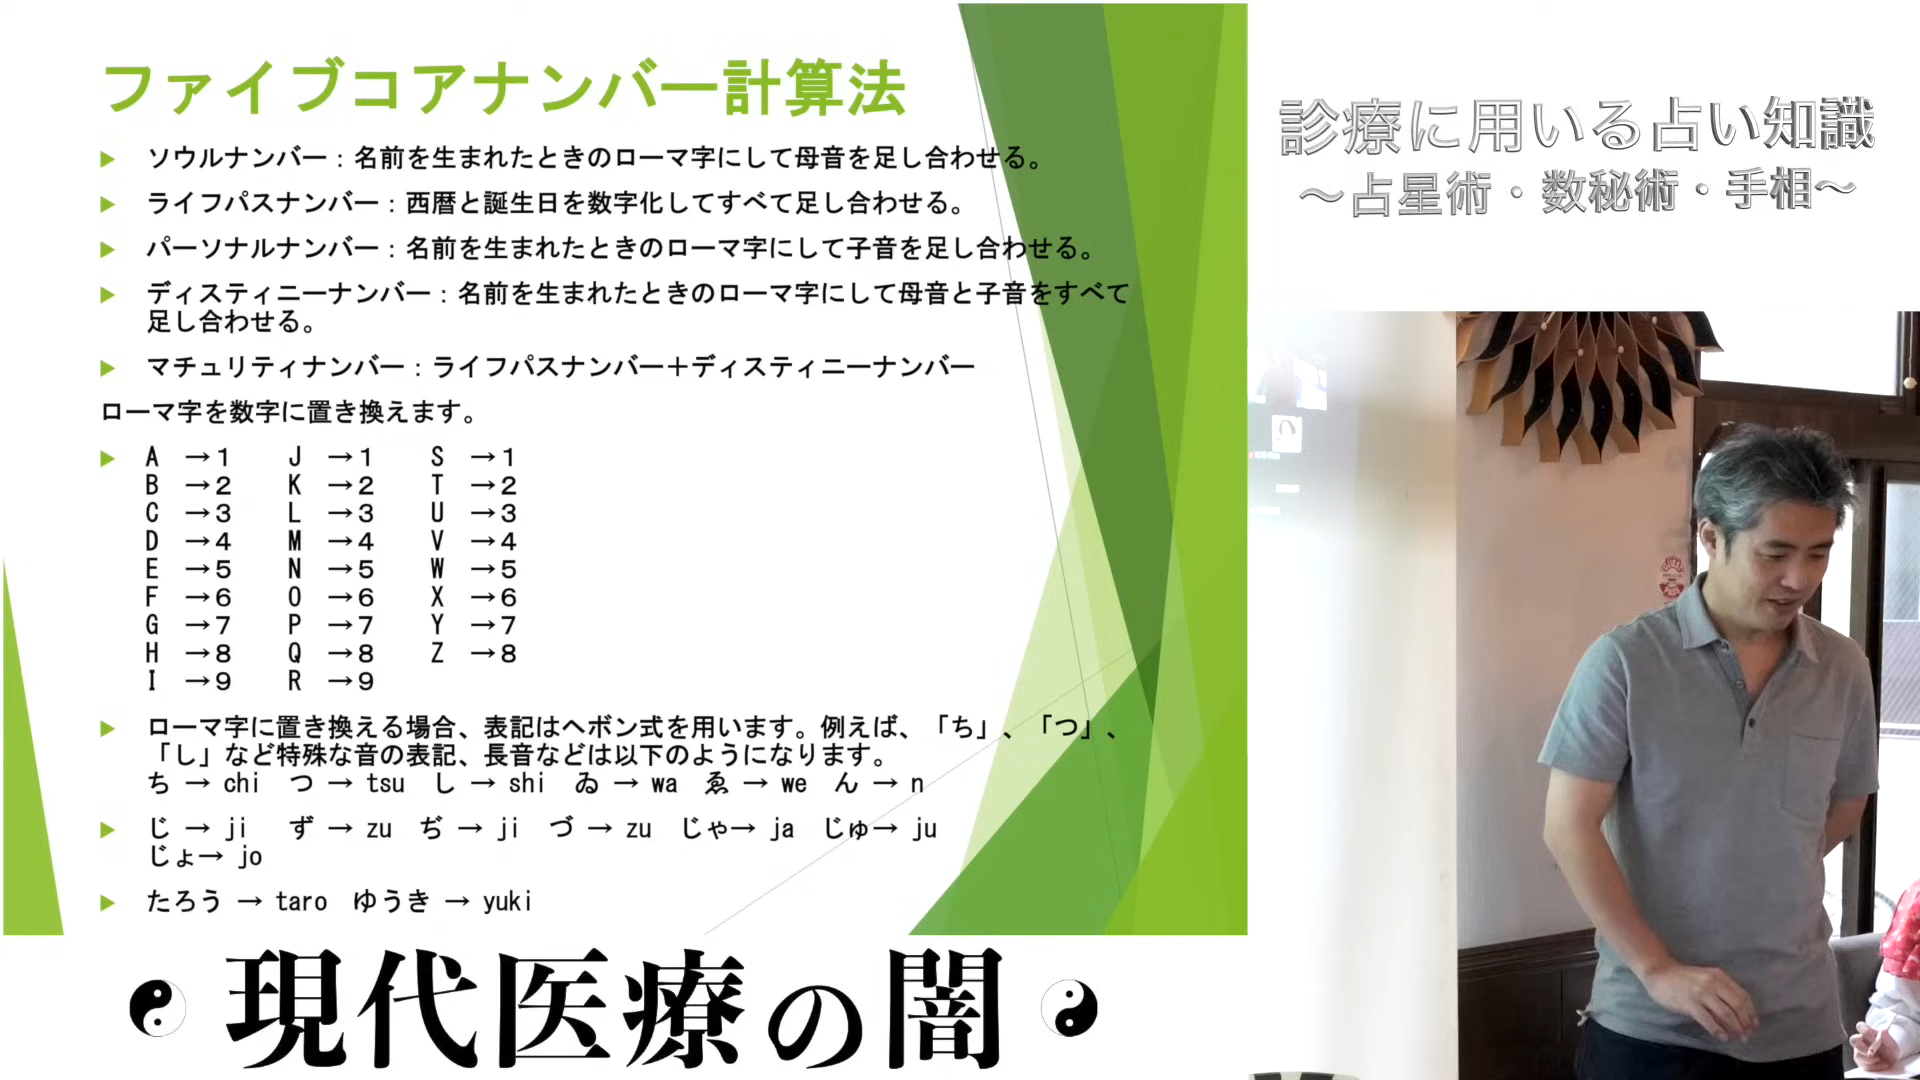 ファイブコアナンバー計算法
ソウルナンバー：名前を生まれたときのローマ字にして母音を足し合わせる。
ライフパスナンバー：西暦と誕生日を数字化してすべて足し合わせる。
パーソナルナンバー：名前を生まれたときのローマ字にして子音を足し合わせる。
ディスティニーナンバー：名前を生まれたときのローマ字にして母音と子音をすべて
足し合わせる。
マチュリティナンバー：ライフパスナンバー＋ディスティニーナンバー
ローマ字を数字に置き換えます。
A →1 J →1 S →1
B →2 K →2 T →2
C →3 L →3 U →3
D →4 M →4 V →4
E →5 N →5 W →5
F →6 O →6 X →6
G →7 P →7 Y →7
H →8 Q →8 Z →8
I →9 R →9
ローマ字に置き換える場合、表記はヘボン式を用います。例えば、「ち」、「つ」、
「し」など特殊な音の表記、長音などは以下のようになります。
ち → chi つ → tsu し → shi ゐ → wa ゑ → we ん → n
じ → ji ず → zu ぢ → ji づ → zu じゃ→ ja じゅ→ ju
じょ→ jo
たろう → taro ゆうき → yuki
診療に用いる占い知識
～占星術・数秘術・手相～
現代医療の闇